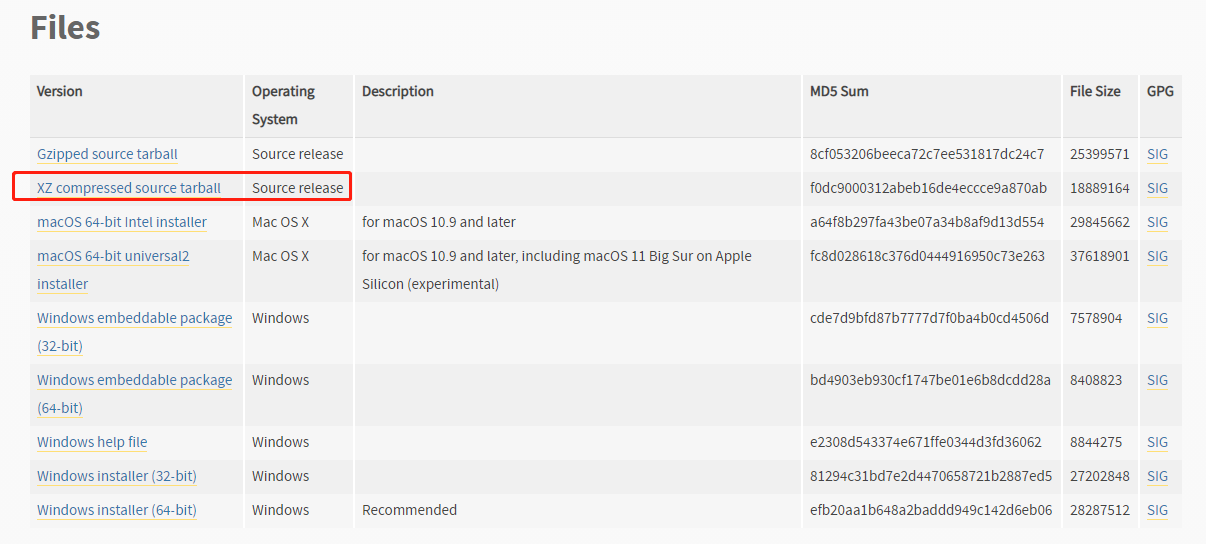 Files
Version Operating System Description MD5 Sum File Size GPG
Gzipped source tarball Source release 8cf053206beeca72c7ee531817dc24c7 25399571 SIG
XZ compressed source tarball Source release f0dc9000312abeb16de4eccce9a870ab 18889164 SIG
macOS 64-bit Intel installer Mac OS X for macOS 10.9 and later a64f8b297fa43be07a34b8af9d13d554 29845662 SIG
macOS 64-bit universal2 Mac OS X for macOS 10.9 and later, including macOS 11 Big Sur on Apple fc8d028618c376d0444916950c73e263 37618901 SIG
installer Silicon (experimental)
Windows embeddable package Windows cde7d9bfd87b7777d7f0ba4b0cd4506d 7578904 SIG
(32-bit)
Windows embeddable package Windows bd4903eb930cf1747be01e6b8dcdd28a 8408823 SIG
(64-bit)
Windows help file Windows e2308d543374e671ffe0344d3fd36062 8844275 SIG
Windows installer (32-bit) Windows 81294c31bd7e2d4470658721b2887ed5 27202848 SIG
Windows installer (64-bit) Windows Recommended efb20aa1b648a2baddd949c142d6eb06 28287512 SIG